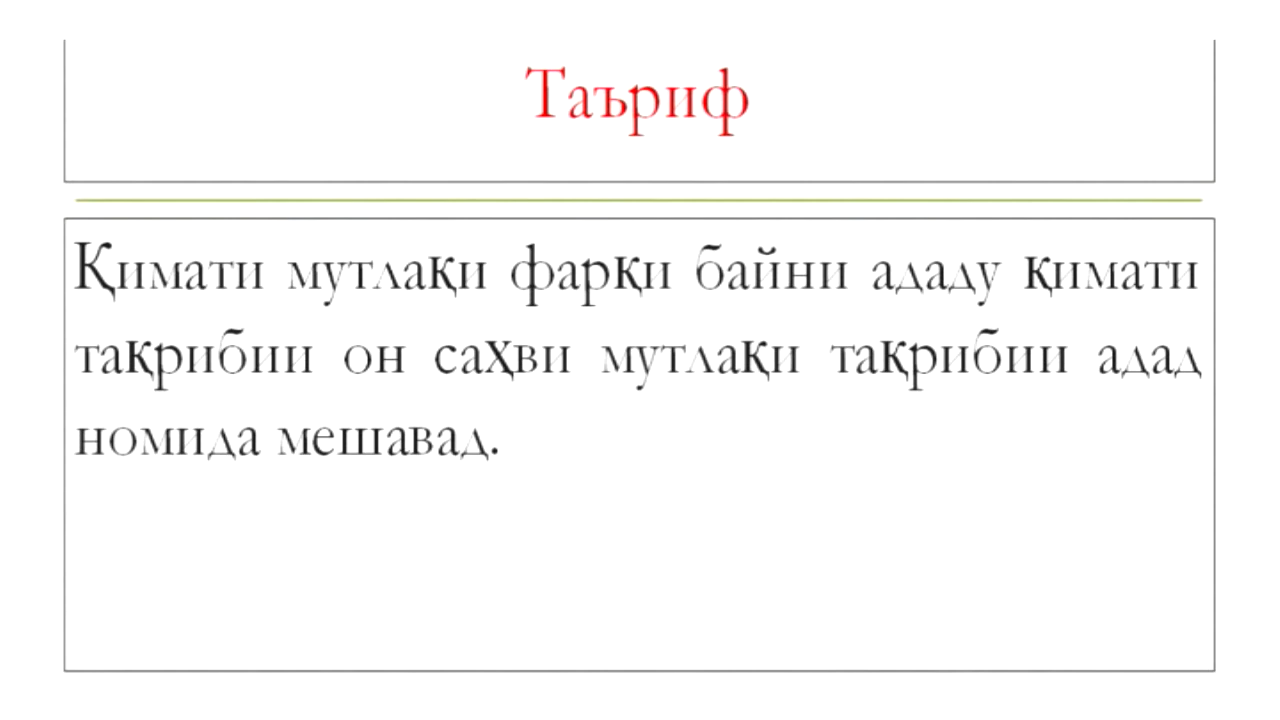 Таъриф
Қимати мутлақи фарқи байни ададу қимати
тақрибии он саҳви мутлақи тақрибии адад
номида мешавад.